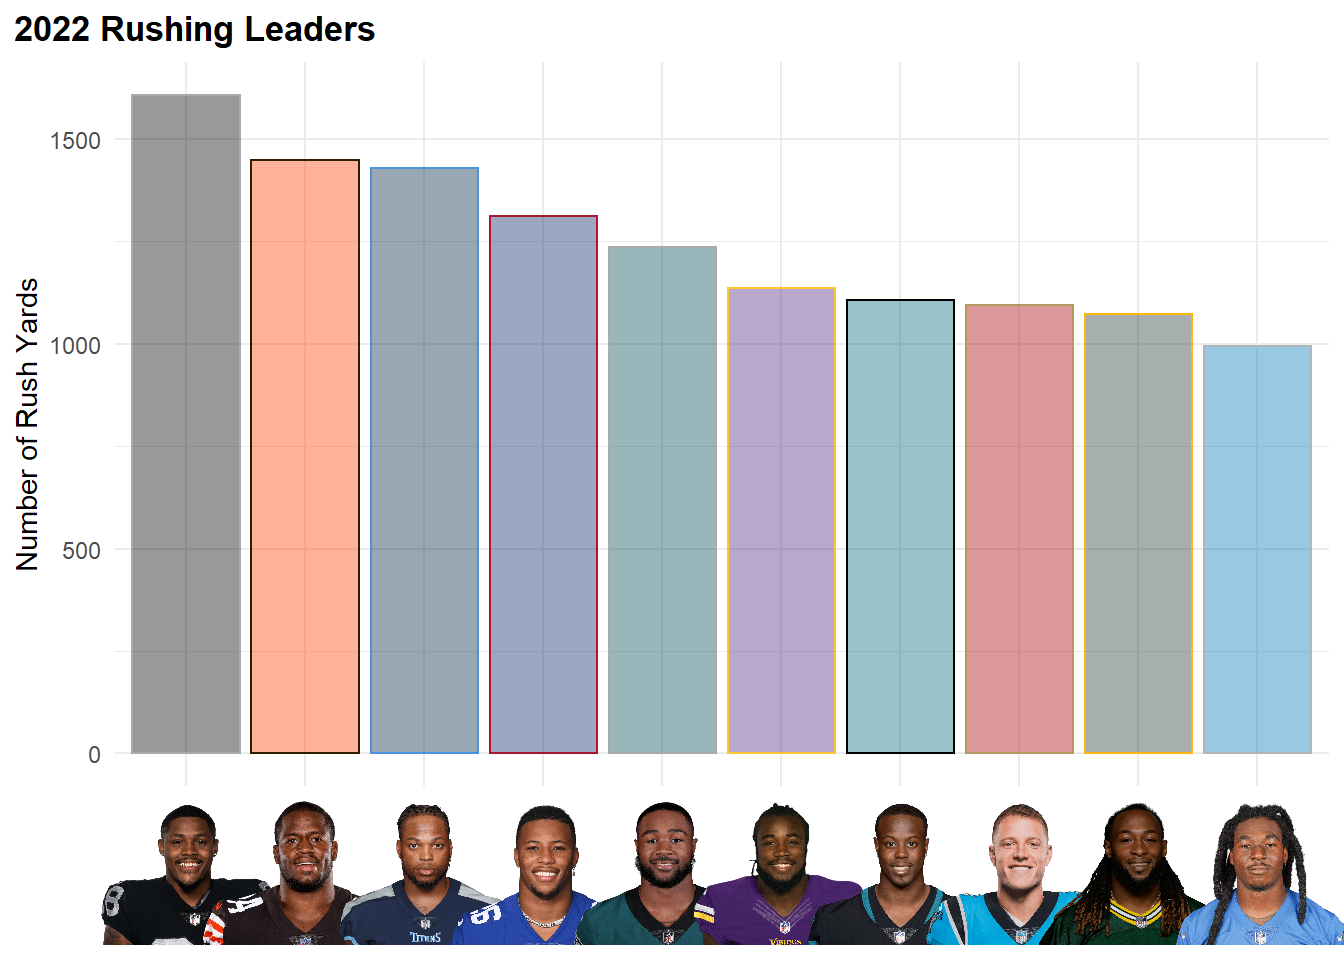 2022 Rushing Leaders
Number of Rush Yards
1500
1000
500
0
TITANS
VIKINGS